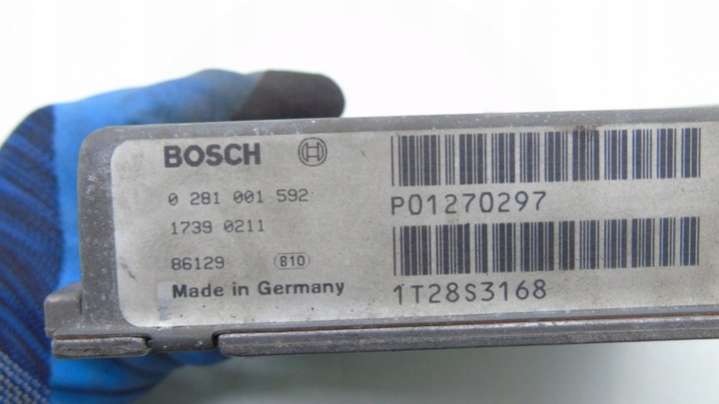 BOSCH
0 281 001 592
1739 0211
86129 810
Made in Germany
P01270297
1T28S3168